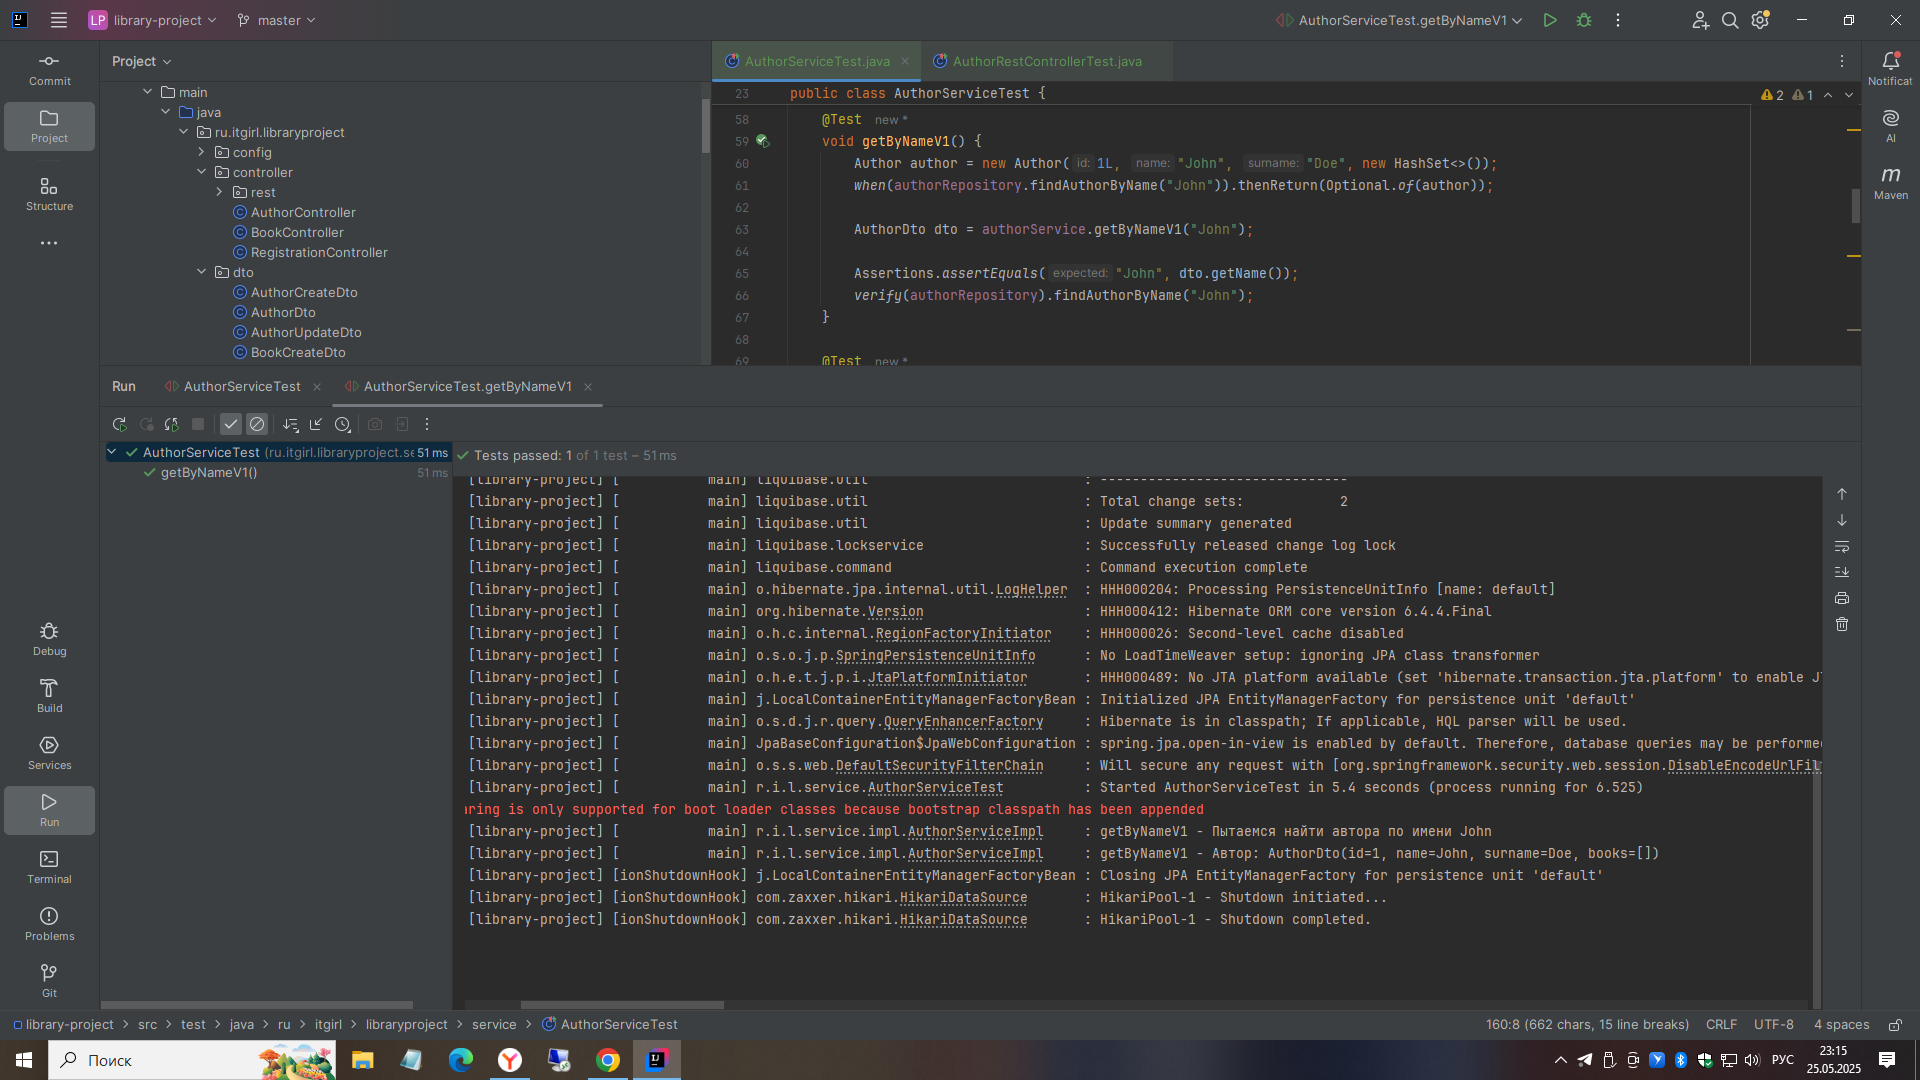 LP library-project master AuthorServiceTest.getByNameV1
Commit
Project
Structure
Debug
Build
Services
Run
Terminal
Problems
Git
Project
main
java
ru.itgirl.libraryproject
config
controller
rest
AuthorController
BookController
RegistrationController
dto
AuthorCreateDto
AuthorDto
AuthorUpdateDto
BookCreateDto
AuthorServiceTest.java AuthorRestControllerTest.java
23 public class AuthorServiceTest { 2 1
58 @Test new *
59 void getByNameV1() {
60 Author author = new Author( id: 1L, name: "John", surname: "Doe", new HashSet<>());
61 when(authorRepository.findAuthorByName("John")).thenReturn(Optional.of(author));
62
63 AuthorDto dto = authorService.getByNameV1("John");
64
65 Assertions.assertEquals( expected: "John", dto.getName());
66 verify(authorRepository).findAuthorByName("John");
67 }
68
69 @Test new *
Notificat
AI
Maven
Run AuthorServiceTest AuthorServiceTest.getByNameV1
AuthorServiceTest (ru.itgirl.libraryproject.se 51 ms
getByNameV1() 51 ms
Tests passed: 1 of 1 test – 51 ms
[library-project] [ main] liquibase.util : -------------------------------
[library-project] [ main] liquibase.util : Total change sets: 2
[library-project] [ main] liquibase.util : Update summary generated
[library-project] [ main] liquibase.lockservice : Successfully released change log lock
[library-project] [ main] liquibase.command : Command execution complete
[library-project] [ main] o.hibernate.jpa.internal.util.LogHelper : HHH000204: Processing PersistenceUnitInfo [name: default]
[library-project] [ main] org.hibernate.Version : HHH000412: Hibernate ORM core version 6.4.4.Final
[library-project] [ main] o.h.c.internal.RegionFactoryInitiator : HHH000026: Second-level cache disabled
[library-project] [ main] o.s.o.j.p.SpringPersistenceUnitInfo : No LoadTimeWeaver setup: ignoring JPA class transformer
[library-project] [ main] o.h.e.t.j.p.i.JtaPlatformInitiator : HHH000489: No JTA platform available (set 'hibernate.transaction.jta.platform' to enable J
[library-project] [ main] j.LocalContainerEntityManagerFactoryBean : Initialized JPA EntityManagerFactory for persistence unit 'default'
[library-project] [ main] o.s.d.j.r.query.QueryEnhancerFactory : Hibernate is in classpath; If applicable, HQL parser will be used.
[library-project] [ main] JpaBaseConfiguration$JpaWebConfiguration : spring.jpa.open-in-view is enabled by default. Therefore, database queries may be performe
[library-project] [ main] o.s.s.web.DefaultSecurityFilterChain : Will secure any request with [org.springframework.security.web.session.DisableEncodeUrlFil
[library-project] [ main] r.i.l.service.AuthorServiceTest : Started AuthorServiceTest in 5.4 seconds (process running for 6.525)
aring is only supported for boot loader classes because bootstrap classpath has been appended
[library-project] [ main] r.i.l.service.impl.AuthorServiceImpl : getByNameV1 - Пытаемся найти автора по имени John
[library-project] [ main] r.i.l.service.impl.AuthorServiceImpl : getByNameV1 - Автор: AuthorDto(id=1, name=John, surname=Doe, books=[])
[library-project] [ionShutdownHook] j.LocalContainerEntityManagerFactoryBean : Closing JPA EntityManagerFactory for persistence unit 'default'
[library-project] [ionShutdownHook] com.zaxxer.hikari.HikariDataSource : HikariPool-1 - Shutdown initiated...
[library-project] [ionShutdownHook] com.zaxxer.hikari.HikariDataSource : HikariPool-1 - Shutdown completed.
library-project > src > test > java > ru > itgirl > libraryproject > service > AuthorServiceTest 160:8 (662 chars, 15 line breaks) CRLF UTF-8 4 spaces
Поиск РУС 23:15
25.05.2025